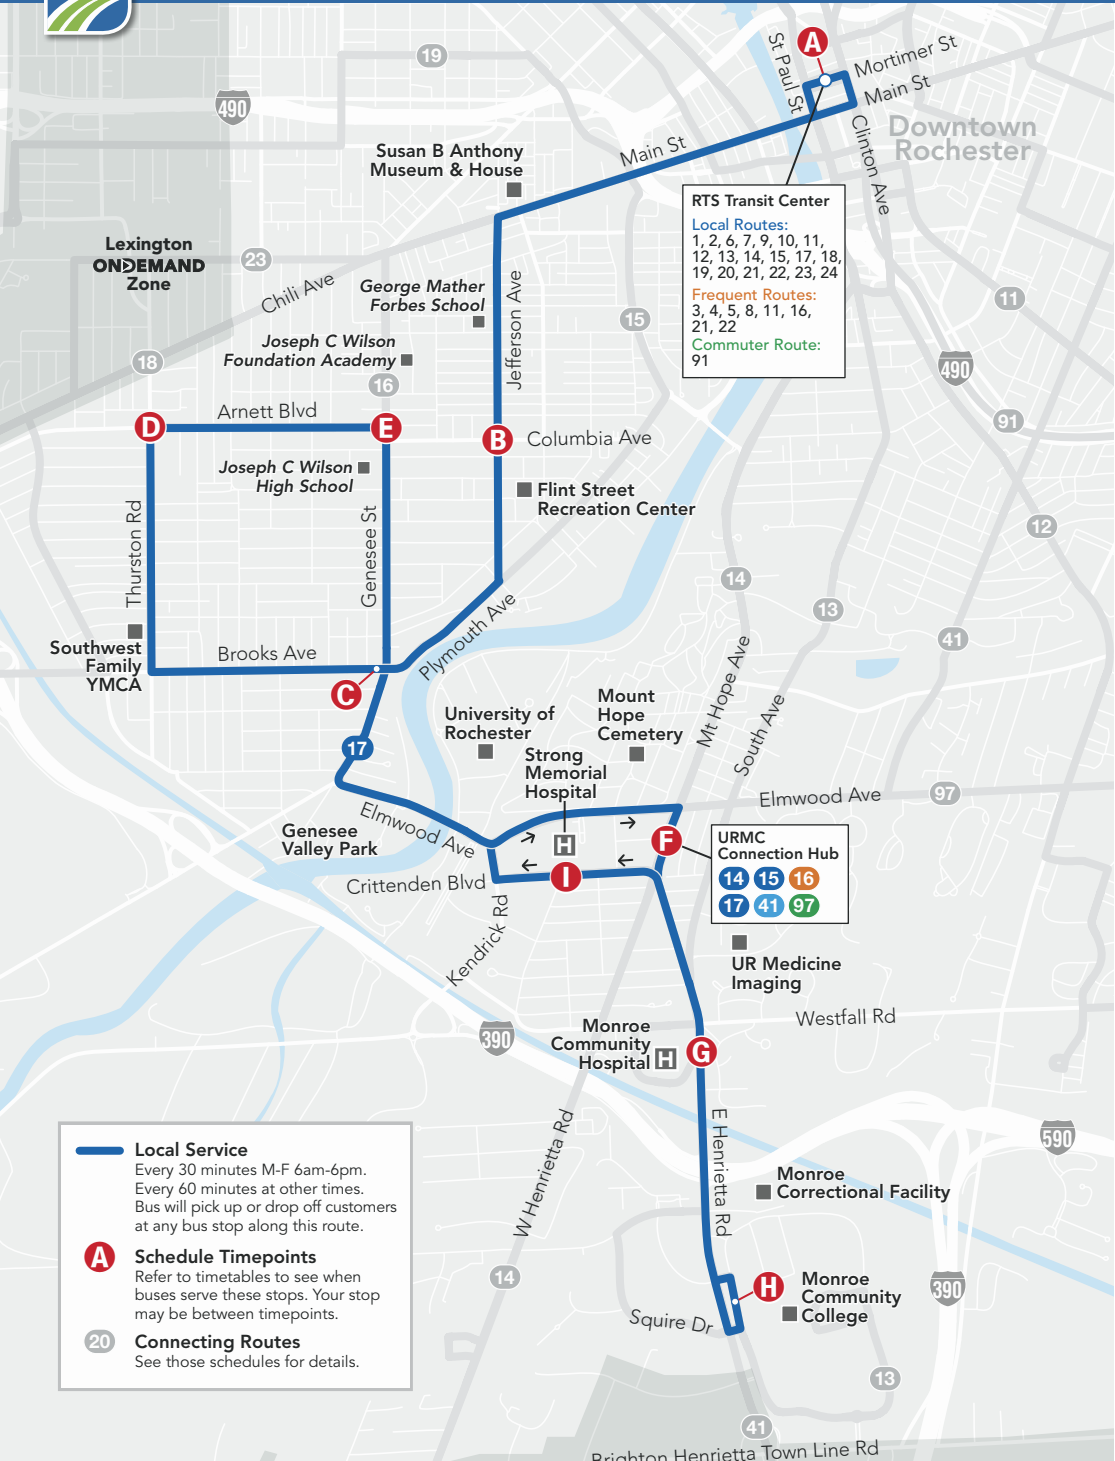 A
St Paul St
Mortimer St
Main St
19
490
Clinton Ave
Downtown
Rochester
Main St
Susan B Anthony
Museum & House
RTS Transit Center
Local Routes:
1, 2, 6, 7, 9, 10, 11,
12, 13, 14, 15, 17, 18,
19, 20, 21, 22, 23, 24
Frequent Routes:
3, 4, 5, 8, 11, 16,
21, 22
Commuter Route:
91
Lexington
ONDEMAND
Zone
23
Chili Ave
George Mather
Forbes School
Jefferson Ave
15
11
Joseph C Wilson
Foundation Academy
18
16
490
91
D
Arnett Blvd
E
B
Columbia Ave
Joseph C Wilson
High School
Flint Street
Recreation Center
12
Thurston Rd
Genesee St
14
13
41
Plymouth Ave
Southwest
Family
YMCA
Brooks Ave
C
Mt Hope Ave
South Ave
Mount
Hope
Cemetery
University of
Rochester
Strong
Memorial
Hospital
17
Elmwood Ave
97
Elmwood Ave
Genesee
Valley Park
H
F
I
Crittenden Blvd
URMC
Connection Hub
14 15 16
17 41 97
Kendrick Rd
UR Medicine
Imaging
Westfall Rd
390
Monroe
Community
Hospital
H
G
W Henrietta Rd
E Henrietta Rd
590
Monroe
Correctional Facility
14
H
Monroe
Community
College
390
Squire Dr
13
41
Brighton Henrietta Town Line Rd
Local Service
Every 30 minutes M-F 6am-6pm.
Every 60 minutes at other times.
Bus will pick up or drop off customers
at any bus stop along this route.
A
Schedule Timepoints
Refer to timetables to see when
buses serve these stops. Your stop
may be between timepoints.
20
Connecting Routes
See those schedules for details.